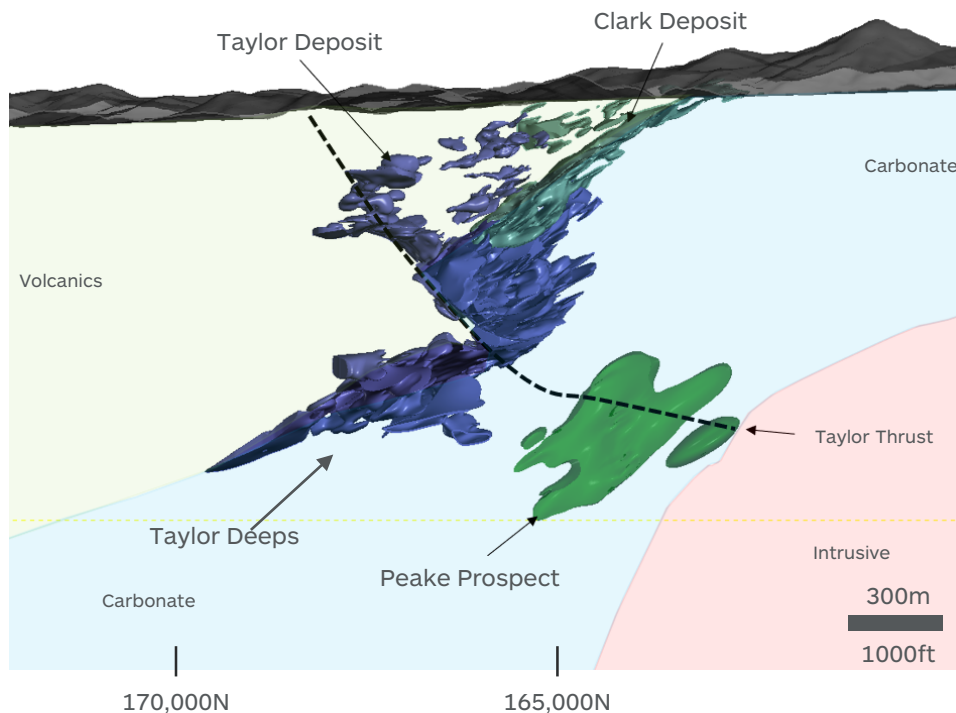 Clark Deposit
Taylor Deposit
Carbonate
Volcanics
Taylor Thrust
Taylor Deeps
Intrusive
Peake Prospect
300m
Carbonate
1000ft
170,000N
165,000N